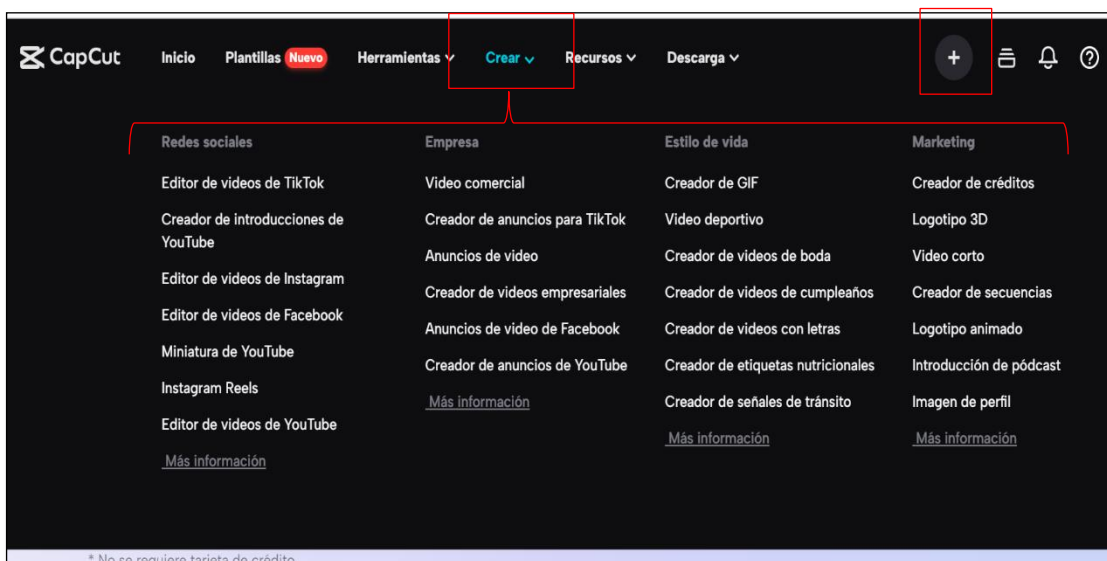 CapCut Inicio Plantillas Nuevo Herramientas Crear Recursos Descarga
Redes sociales
Editor de videos de TikTok
Creador de introducciones de
YouTube
Editor de videos de Instagram
Editor de videos de Facebook
Miniatura de YouTube
Instagram Reels
Editor de videos de YouTube
Más información
Empresa
Video comercial
Creador de anuncios para TikTok
Anuncios de video
Creador de videos empresariales
Anuncios de video de Facebook
Creador de anuncios de YouTube
Más información
Estilo de vida
Creador de GIF
Video deportivo
Creador de videos de boda
Creador de videos de cumpleaños
Creador de videos con letras
Creador de etiquetas nutricionales
Creador de señales de tránsito
Más información
Marketing
Creador de créditos
Logotipo 3D
Video corto
Creador de secuencias
Logotipo animado
Introducción de pódcast
Imagen de perfil
Más información
* No se requiere tarjeta de crédito